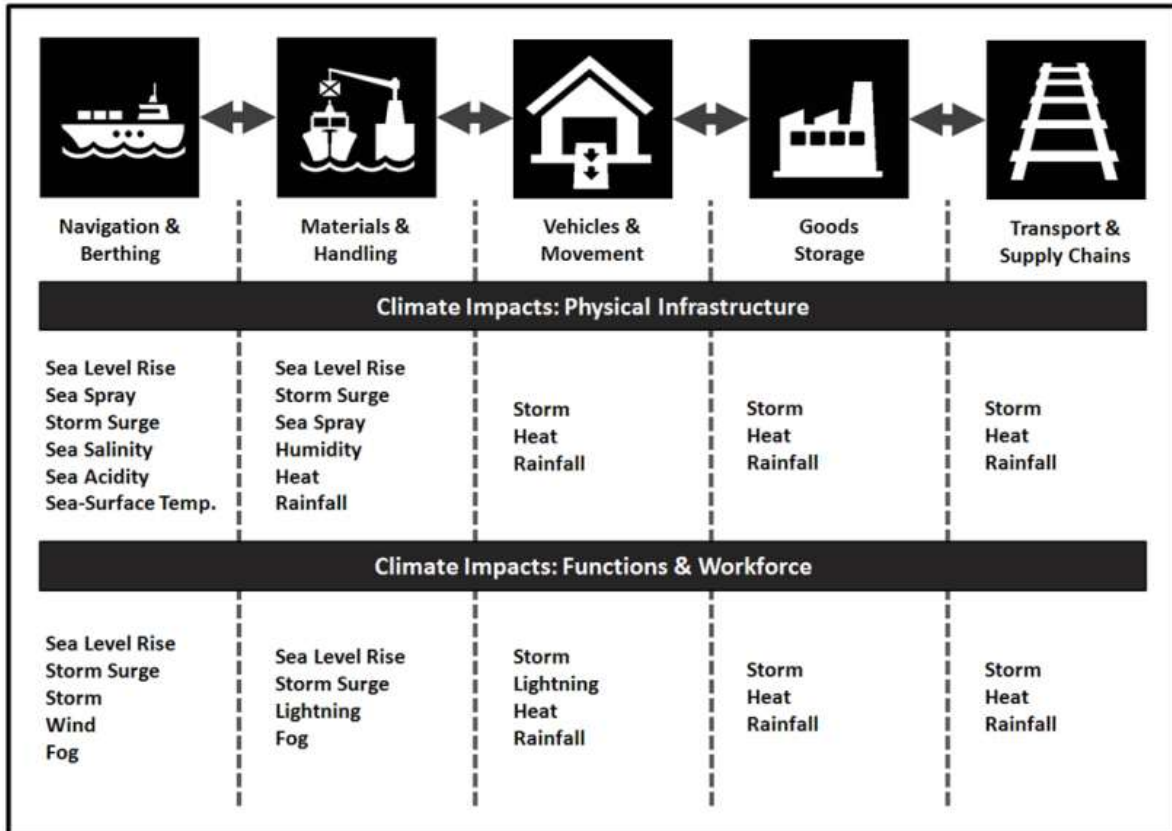 Navigation &
Berthing
Materials &
Handling
Vehicles &
Movement
Goods
Storage
Transport &
Supply Chains
Climate Impacts: Physical Infrastructure
Sea Level Rise
Sea Spray
Storm Surge
Sea Salinity
Sea Acidity
Sea-Surface Temp.
Sea Level Rise
Storm Surge
Sea Spray
Humidity
Heat
Rainfall
Storm
Heat
Rainfall
Storm
Heat
Rainfall
Storm
Heat
Rainfall
Climate Impacts: Functions & Workforce
Sea Level Rise
Storm Surge
Storm
Wind
Fog
Sea Level Rise
Storm Surge
Lightning
Fog
Storm
Lightning
Heat
Rainfall
Storm
Heat
Rainfall
Storm
Heat
Rainfall